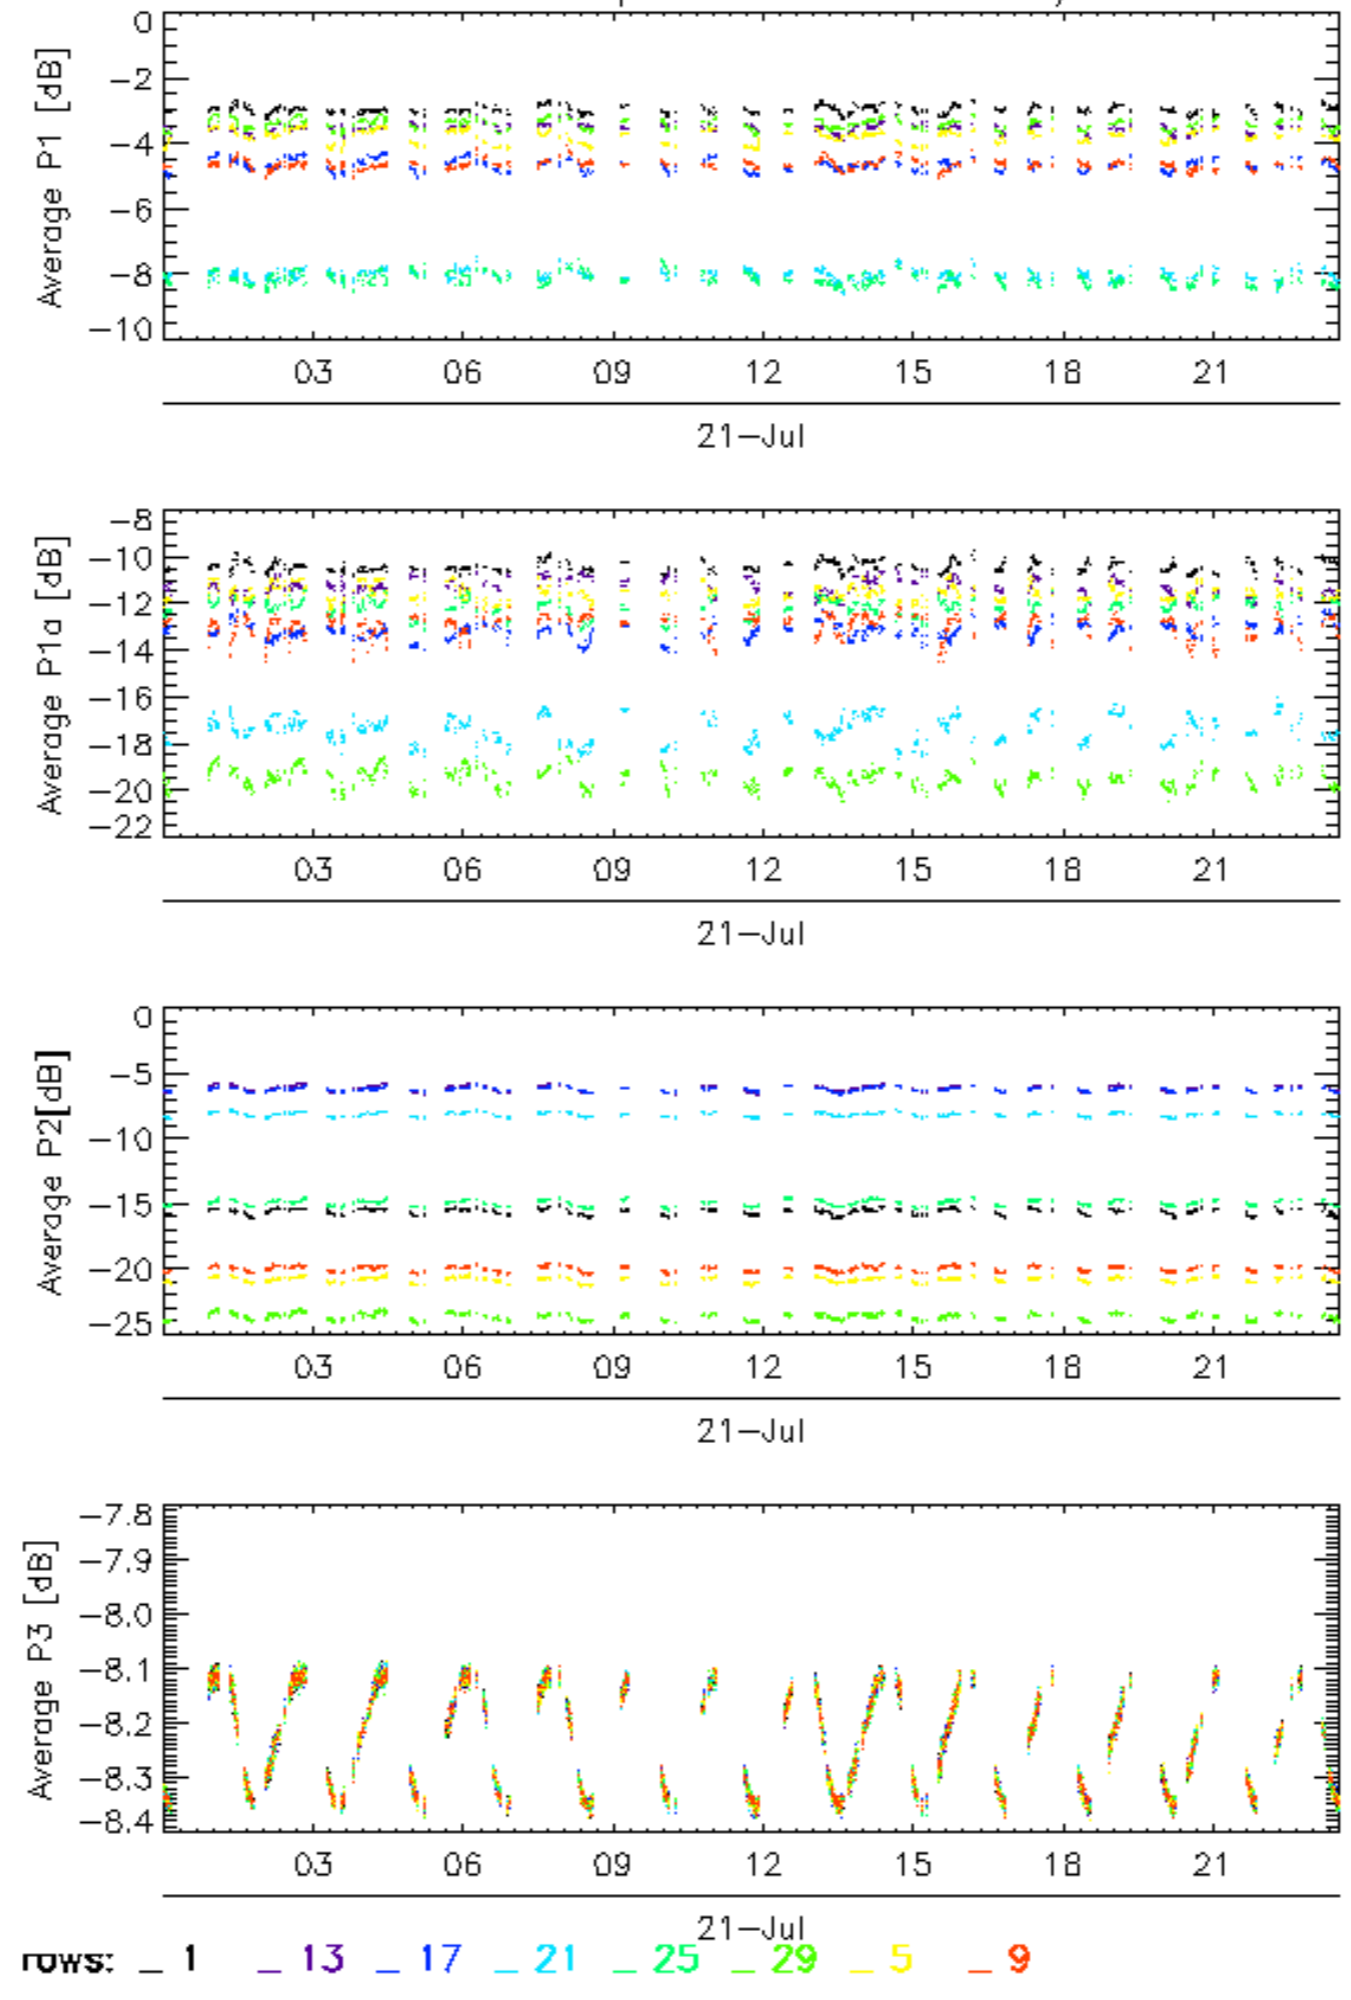 Average P1 [dB]
0
−2
−4
−6
−8
−10
03 06 09 12 15 18 21
21−Jul
Average P1a [dB]
−8
−10
−12
−14
−16
−18
−20
−22
03 06 09 12 15 18 21
21−Jul
Average P2[dB]
0
−5
−10
−15
−20
−25
03 06 09 12 15 18 21
21−Jul
Average P3 [dB]
−7.8
−7.9
−8.0
−8.1
−8.2
−8.3
−8.4
03 06 09 12 15 18 21
21−Jul
rows: _ 1 _ 13 _ 17 _ 21 _ 25 _ 29 _ 5 _ 9